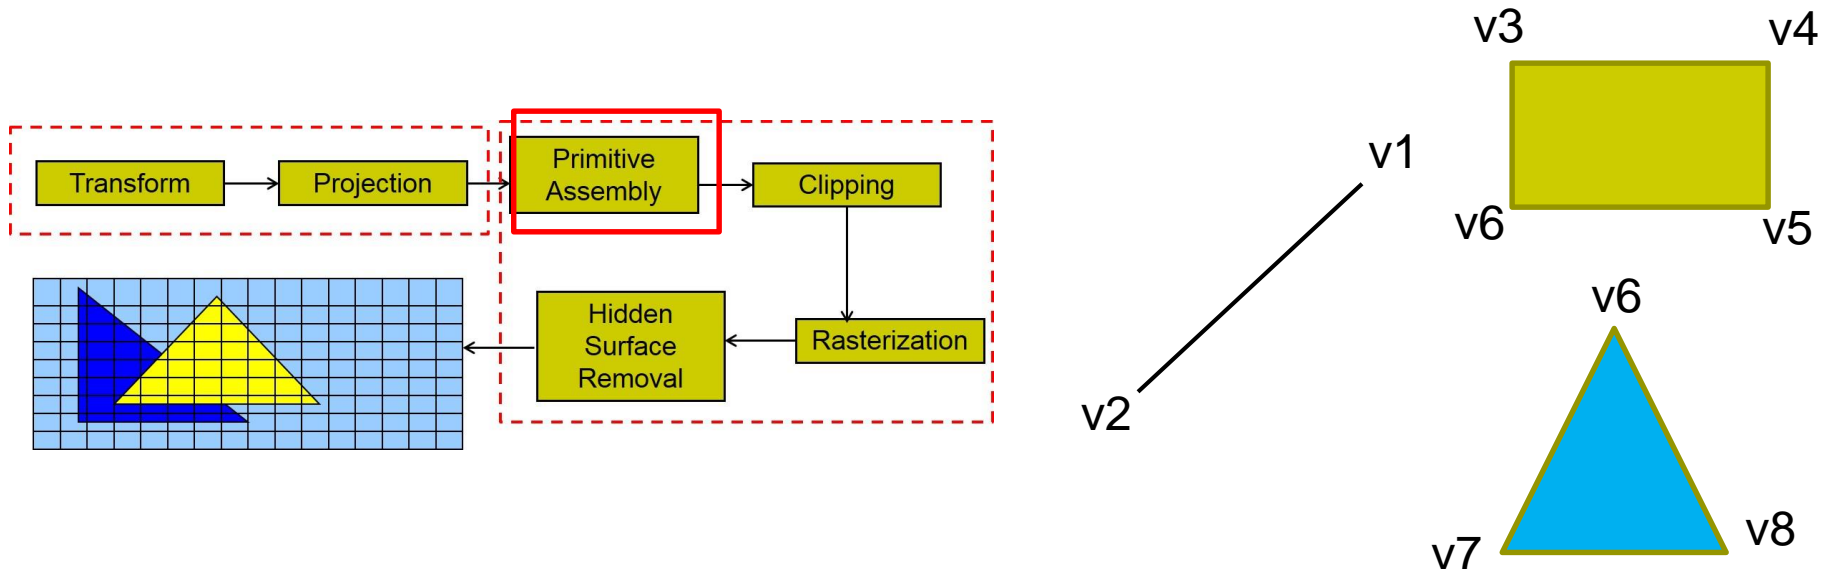 Transform
Projection
Primitive
Assembly
Clipping
Rasterization
Hidden
Surface
Removal
v1
v2
v3
v4
v6
v5
v6
v7
v8